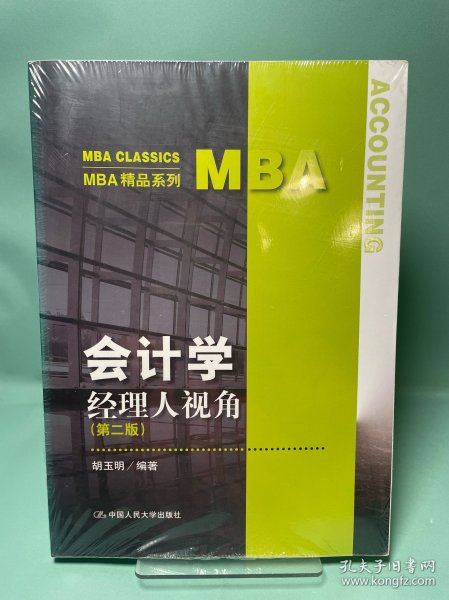 ACCOUNTING
MBA CLASSICS
MBA精品系列
MBA
会计学
经理人视角
(第二版)
胡玉明/编著
中国人民大学出版社
孔夫子旧书网
www.kongfz.com